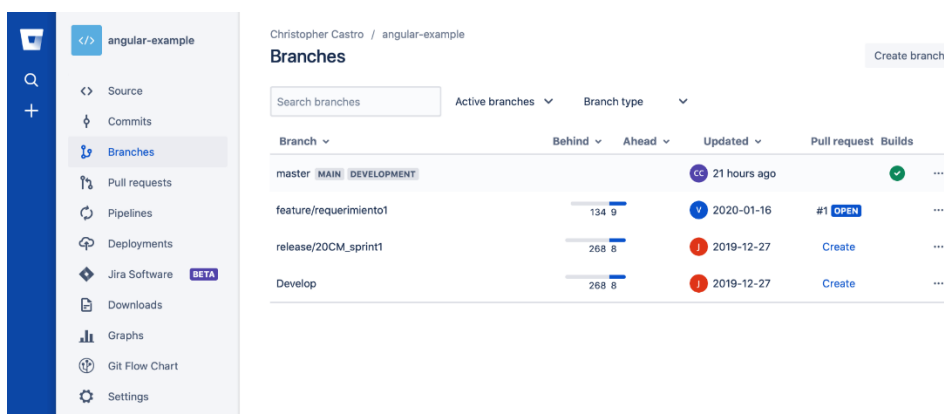 </> angular-example
Source
Commits
Branches
Pull requests
Pipelines
Deployments
Jira Software BETA
Downloads
Graphs
Git Flow Chart
Settings
Christopher Castro / angular-example
Branches
Create branch
Search branches Active branches Branch type
Branch Behind Ahead Updated Pull request Builds
master MAIN DEVELOPMENT CC 21 hours ago
feature/requerimiento1 134 9 V 2020-01-16 #1 OPEN
release/20CM_sprint1 268 8 J 2019-12-27 Create
Develop 268 8 J 2019-12-27 Create